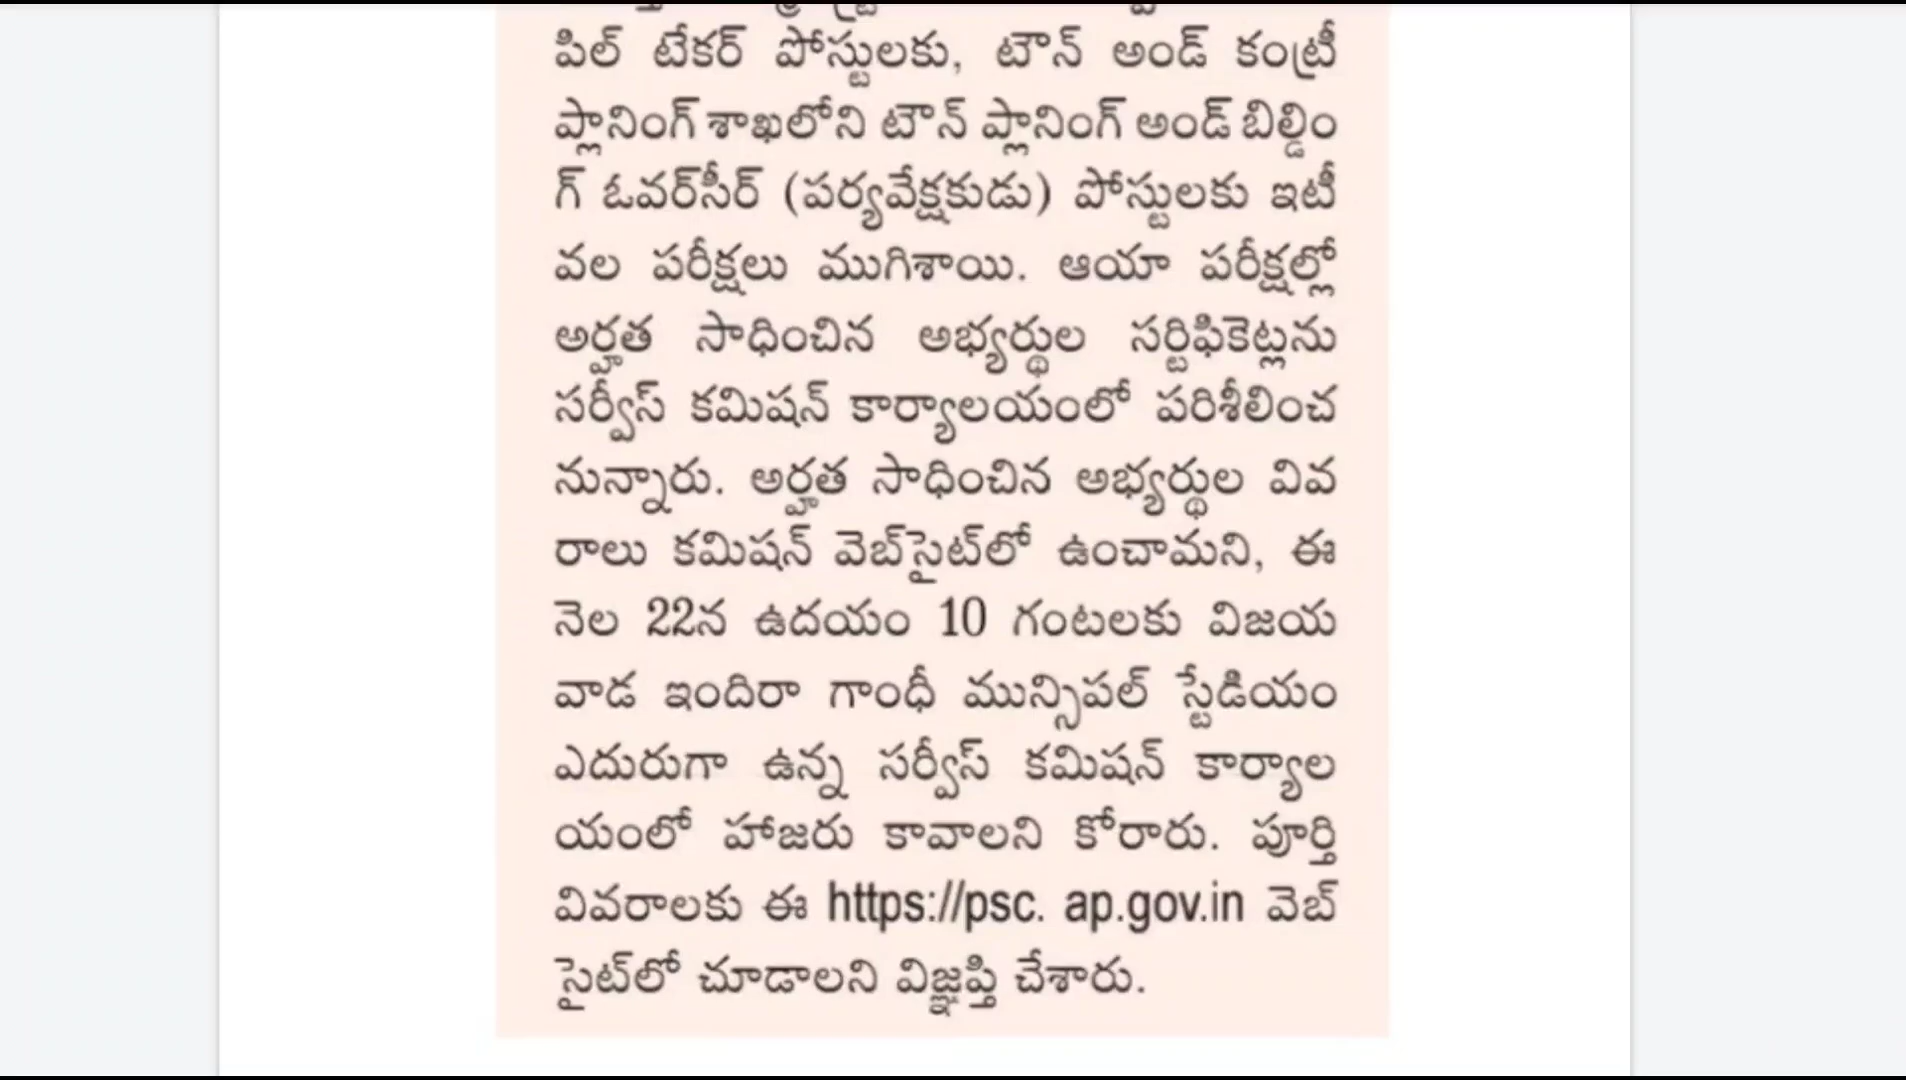 పిల్ టేకర్ పోస్టులకు, టౌన్ అండ్ కంట్రీ
ప్లానింగ్ శాఖలోని టౌన్ ప్లానింగ్ అండ్ బిల్డిం
గ్ ఓవర్‌సీర్ (పర్యవేక్షకుడు) పోస్టులకు ఇటీ
వల పరీక్షలు ముగిశాయి. ఆయా పరీక్షల్లో
అర్హత సాధించిన అభ్యర్థుల సర్టిఫికెట్లను
సర్వీస్ కమిషన్ కార్యాలయంలో పరిశీలించ
నున్నారు. అర్హత సాధించిన అభ్యర్థుల వివ
రాలు కమిషన్ వెబ్‌సైట్‌లో ఉంచామని, ఈ
నెల 22న ఉదయం 10 గంటలకు విజయ
వాడ ఇందిరా గాంధీ మున్సిపల్ స్టేడియం
ఎదురుగా ఉన్న సర్వీస్ కమిషన్ కార్యాల
యంలో హాజరు కావాలని కోరారు. పూర్తి
వివరాలకు ఈ https://psc. ap.gov.in వెబ్
సైట్‌లో చూడాలని విజ్ఞప్తి చేశారు.